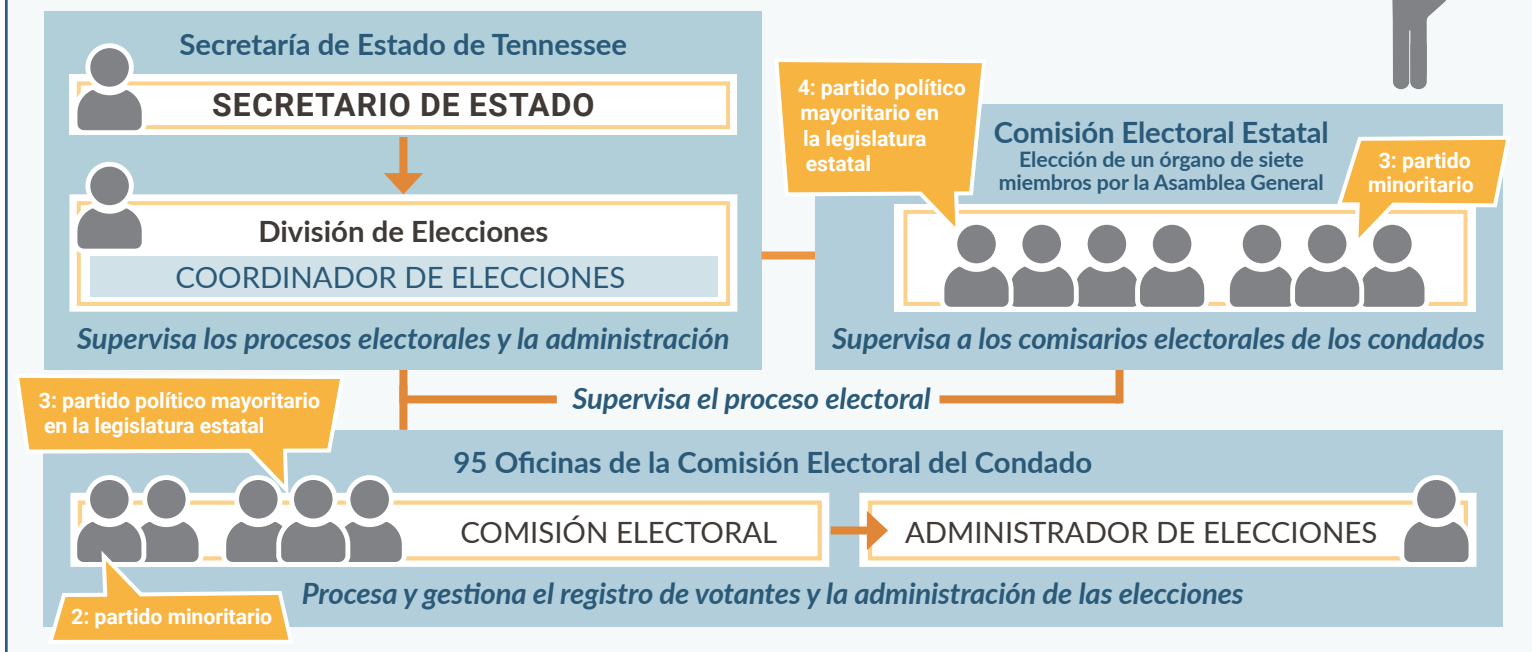 Secretaría de Estado de Tennessee
SECRETARIO DE ESTADO
División de Elecciones
COORDINADOR DE ELECCIONES
Supervisa los procesos electorales y la administración
4: partido político
mayoritario en
la legislatura
estatal
Comisión Electoral Estatal
Elección de un órgano de siete
miembros por la Asamblea General
3: partido
minoritario
Supervisa a los comisarios electorales de los condados
Supervisa el proceso electoral
3: partido político mayoritario
en la legislatura estatal
95 Oficinas de la Comisión Electoral del Condado
COMISIÓN ELECTORAL
ADMINISTRADOR DE ELECCIONES
2: partido minoritario
Procesa y gestiona el registro de votantes y la administración de las elecciones